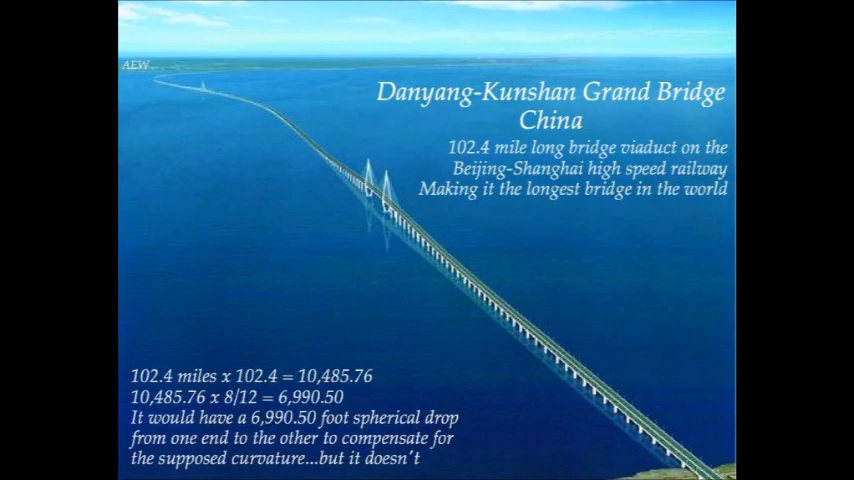 AEW
Danyang-Kunshan Grand Bridge
China
102.4 mile long bridge viaduct on the
Beijing-Shanghai high speed railway
Making it the longest bridge in the world
102.4 miles x 102.4 = 10,485.76
10,485.76 x 8/12 = 6,990.50
It would have a 6,990.50 foot spherical drop
from one end to the other to compensate for
the supposed curvature...but it doesn't